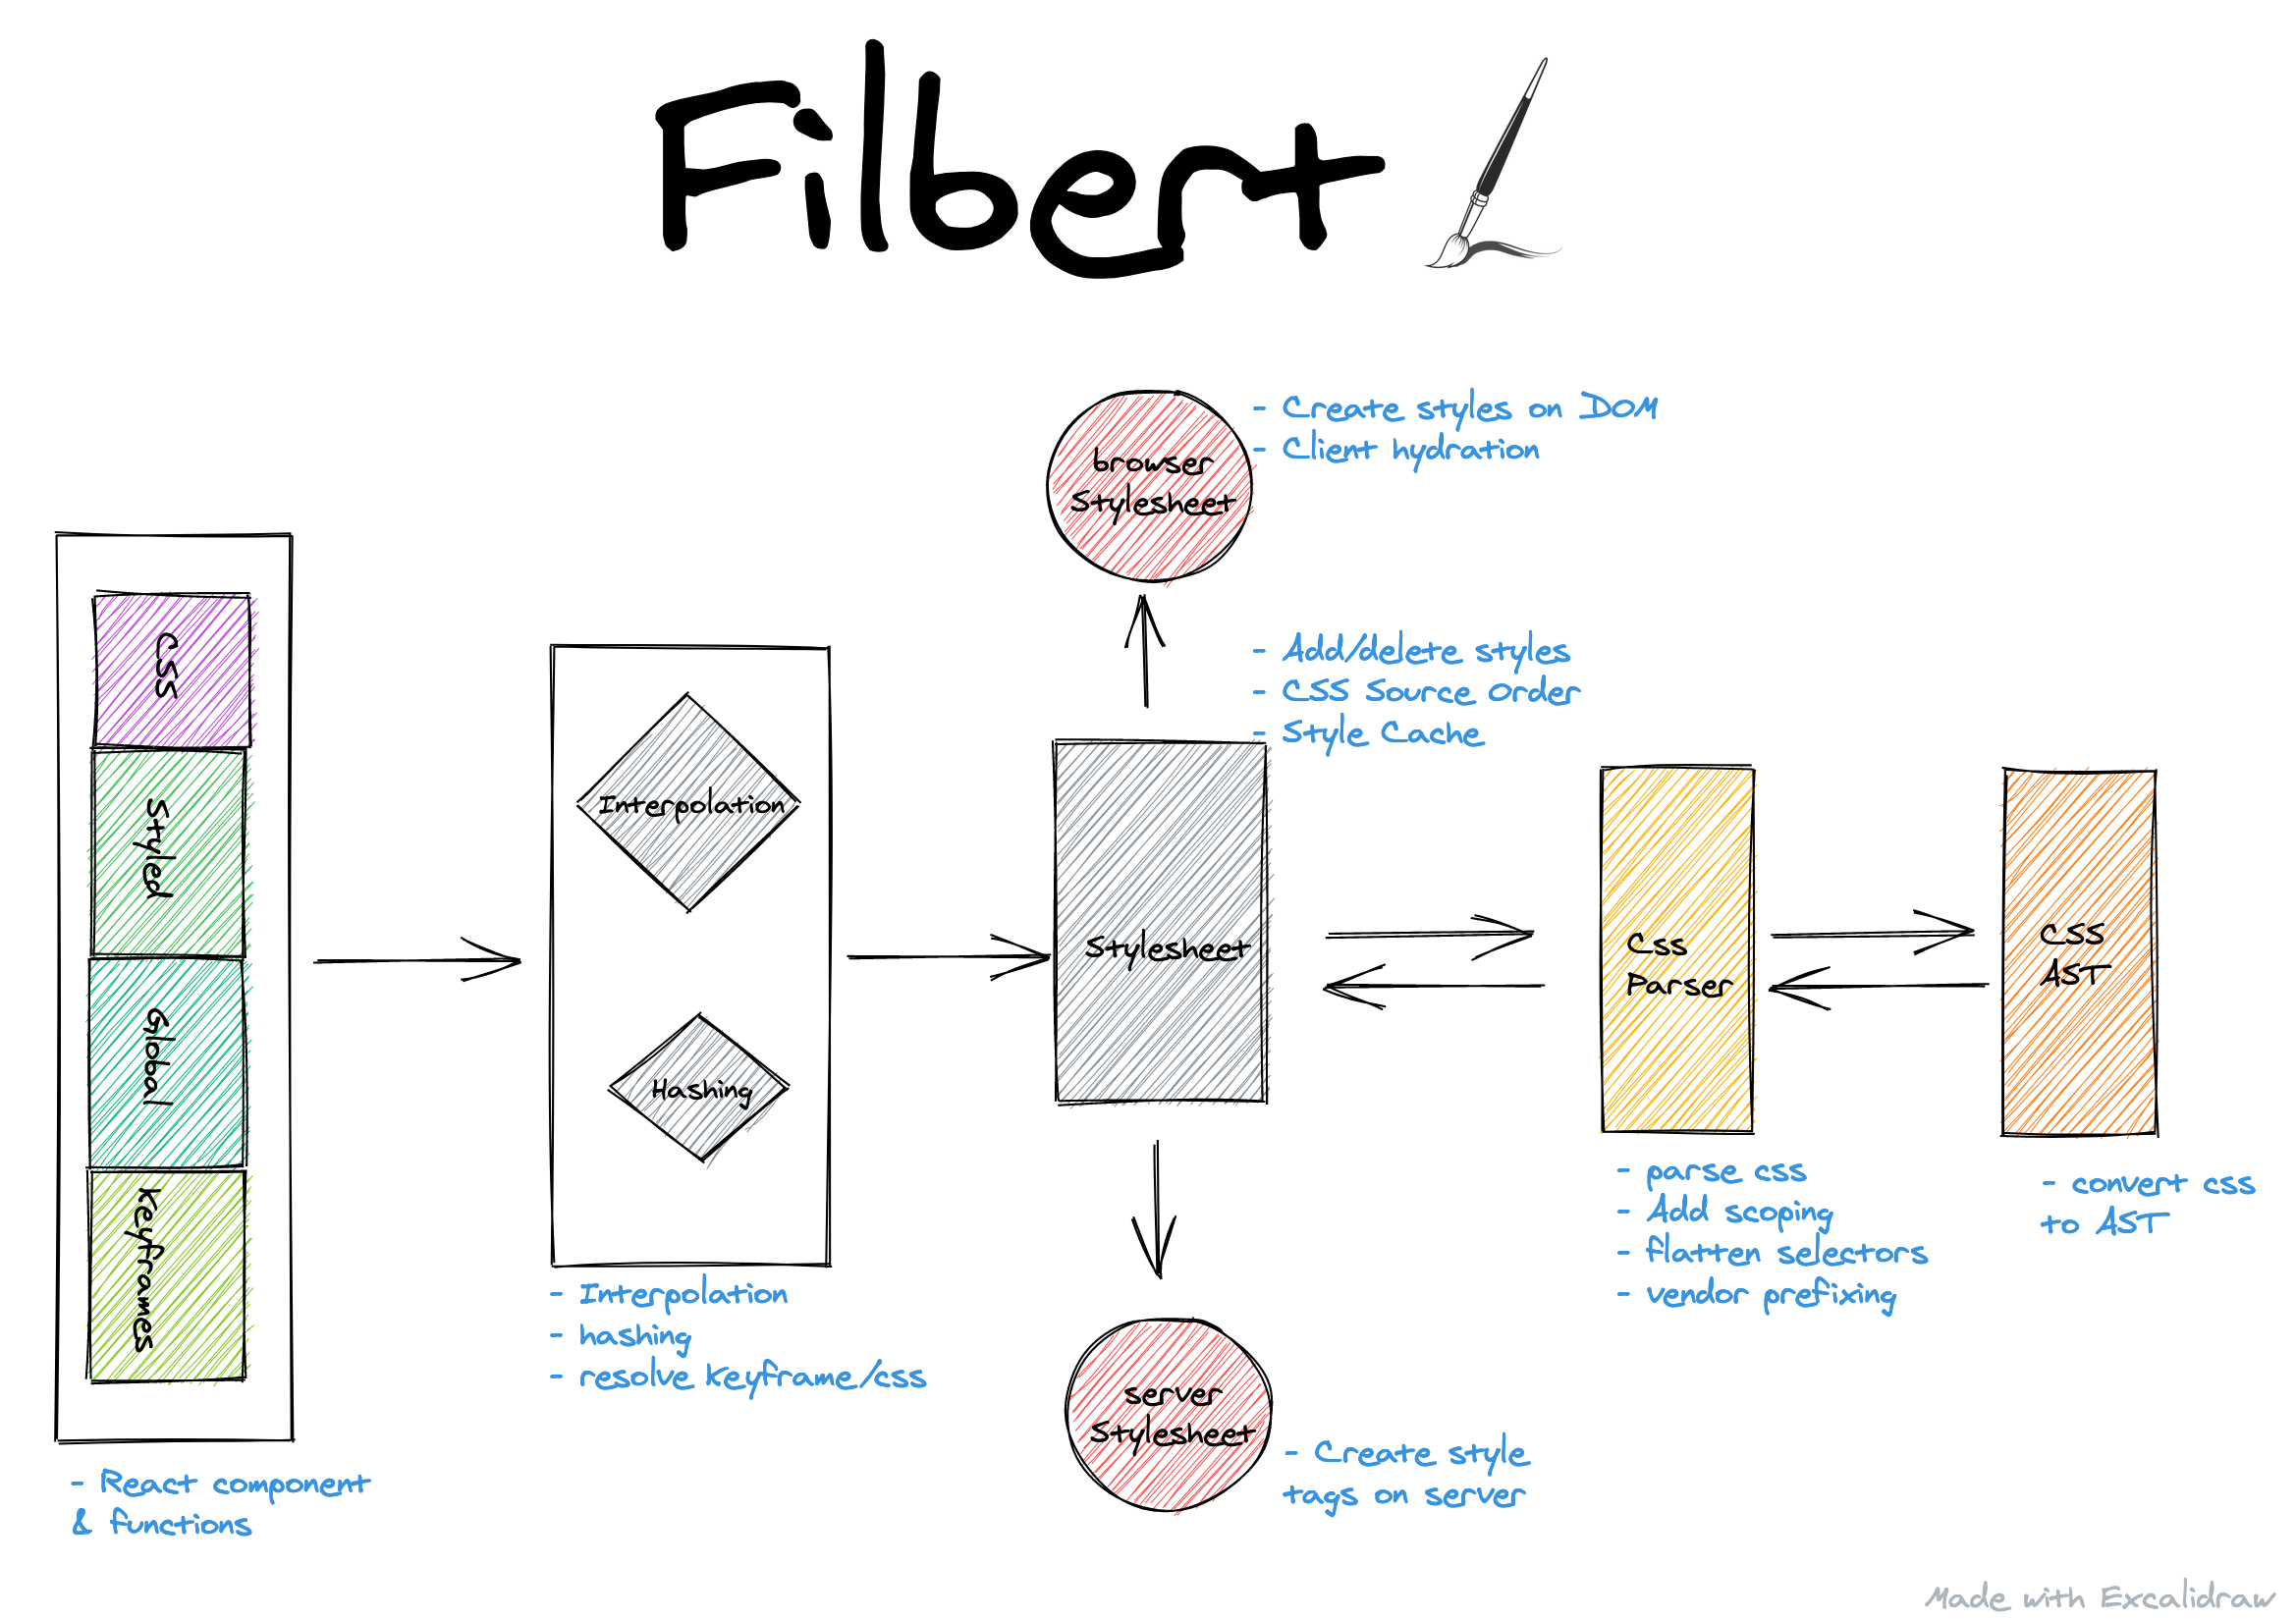 Filbert
browser
Stylesheet
- Create styles on DOM
- Client hydration
Css
Styled
Global
Keyframes
- React component
& functions
Interpolation
Hashing
- Interpolation
- hashing
- resolve keyframe/css
- Add/delete styles
- CSS Source Order
- Style Cache
Stylesheet
Css
Parser
- parse css
- Add scoping
- flatten selectors
- vendor prefixing
CSS
AST
- convert css
to AST
server
Stylesheet
- Create style
tags on server
Made with Excalidraw